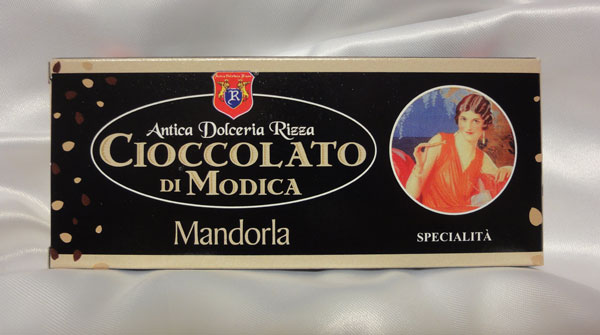 R
Antica Dolceria Rizza
CIOCCOLATO
DI MODICA
Mandorla
SPECIALITÀ